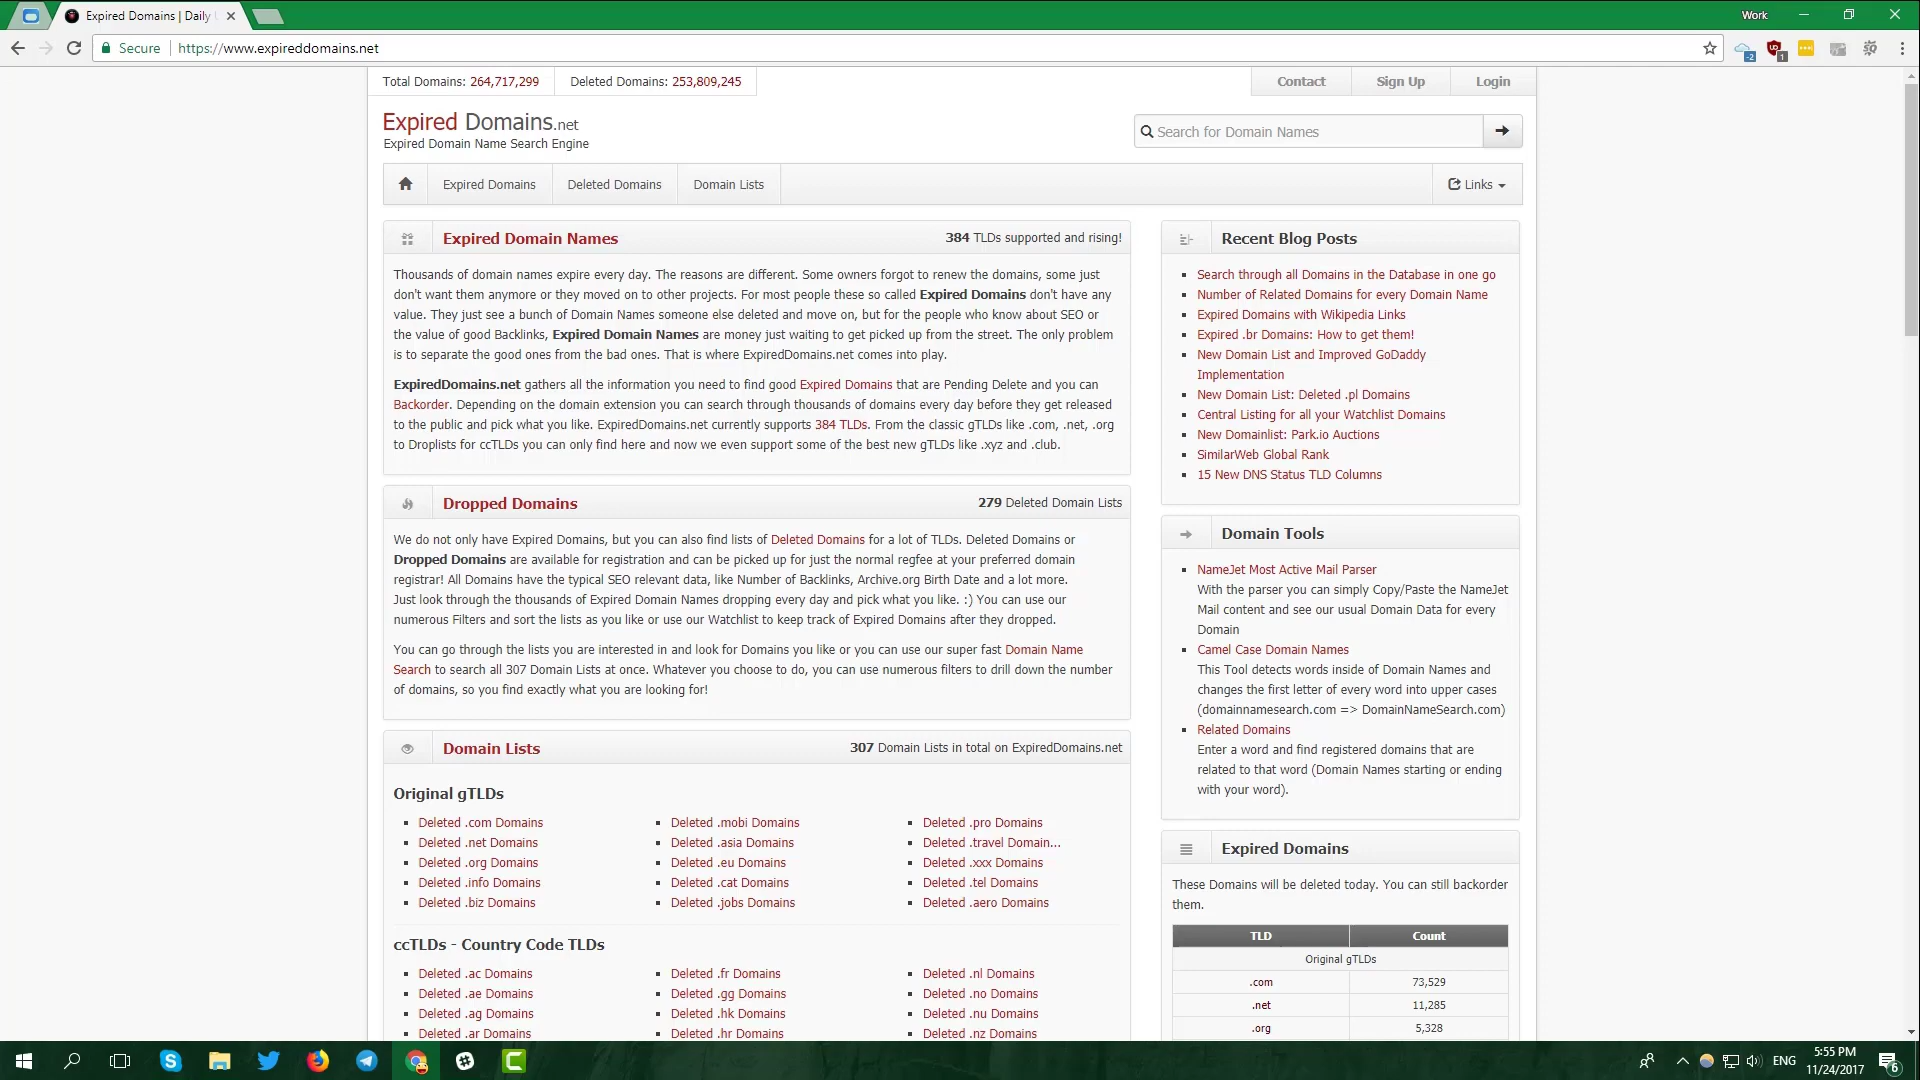 Expired Domains | Daily
Work
Secure
https://www.expireddomains.net
-2
1
Total Domains: 264,717,299
Deleted Domains: 253,809,245
Contact
Sign Up
Login
Expired Domains.net
Expired Domain Name Search Engine
Search for Domain Names
Expired Domains
Deleted Domains
Domain Lists
Links
Expired Domain Names
384 TLDs supported and rising!
Thousands of domain names expire every day. The reasons are different. Some owners forgot to renew the domains, some just
don't want them anymore or they moved on to other projects. For most people these so called Expired Domains don't have any
value. They just see a bunch of Domain Names someone else deleted and move on, but for the people who know about SEO or
the value of good Backlinks, Expired Domain Names are money just waiting to get picked up from the street. The only problem
is to separate the good ones from the bad ones. That is where ExpiredDomains.net comes into play.
ExpiredDomains.net gathers all the information you need to find good Expired Domains that are Pending Delete and you can
Backorder. Depending on the domain extension you can search through thousands of domains every day before they get released
to the public and pick what you like. ExpiredDomains.net currently supports 384 TLDs. From the classic gTLDs like .com, .net, .org
to Droplists for ccTLDs you can only find here and now we even support some of the best new gTLDs like .xyz and .club.
Dropped Domains
279 Deleted Domain Lists
We do not only have Expired Domains, but you can also find lists of Deleted Domains for a lot of TLDs. Deleted Domains or
Dropped Domains are available for registration and can be picked up for just the normal regfee at your preferred domain
registrar! All Domains have the typical SEO relevant data, like Number of Backlinks, Archive.org Birth Date and a lot more.
Just look through the thousands of Expired Domain Names dropping every day and pick what you like. :) You can use our
numerous Filters and sort the lists as you like or use our Watchlist to keep track of Expired Domains after they dropped.
You can go through the lists you are interested in and look for Domains you like or you can use our super fast Domain Name
Search to search all 307 Domain Lists at once. Whatever you choose to do, you can use numerous filters to drill down the number
of domains, so you find exactly what you are looking for!
Domain Lists
307 Domain Lists in total on ExpiredDomains.net
Original gTLDs
Deleted .com Domains
Deleted .net Domains
Deleted .org Domains
Deleted .info Domains
Deleted .biz Domains
Deleted .mobi Domains
Deleted .asia Domains
Deleted .eu Domains
Deleted .cat Domains
Deleted .jobs Domains
Deleted .pro Domains
Deleted .travel Domain...
Deleted .xxx Domains
Deleted .tel Domains
Deleted .aero Domains
ccTLDs - Country Code TLDs
Deleted .ac Domains
Deleted .ae Domains
Deleted .ag Domains
Deleted .ar Domains
Deleted .fr Domains
Deleted .gg Domains
Deleted .hk Domains
Deleted .hr Domains
Deleted .nl Domains
Deleted .no Domains
Deleted .nu Domains
Deleted .nz Domains
Recent Blog Posts
Search through all Domains in the Database in one go
Number of Related Domains for every Domain Name
Expired Domains with Wikipedia Links
Expired .br Domains: How to get them!
New Domain List and Improved GoDaddy
Implementation
New Domain List: Deleted .pl Domains
Central Listing for all your Watchlist Domains
New Domainlist: Park.io Auctions
SimilarWeb Global Rank
15 New DNS Status TLD Columns
Domain Tools
NameJet Most Active Mail Parser
With the parser you can simply Copy/Paste the NameJet
Mail content and see our usual Domain Data for every
Domain
Camel Case Domain Names
This Tool detects words inside of Domain Names and
changes the first letter of every word into upper cases
(domainnamesearch.com => DomainNameSearch.com)
Related Domains
Enter a word and find registered domains that are
related to that word (Domain Names starting or ending
with your word).
Expired Domains
These Domains will be deleted today. You can still backorder
them.
TLD Count
Original gTLDs
.com 73,529
.net 11,285
.org 5,328
ENG
5:55 PM
11/24/2017
6